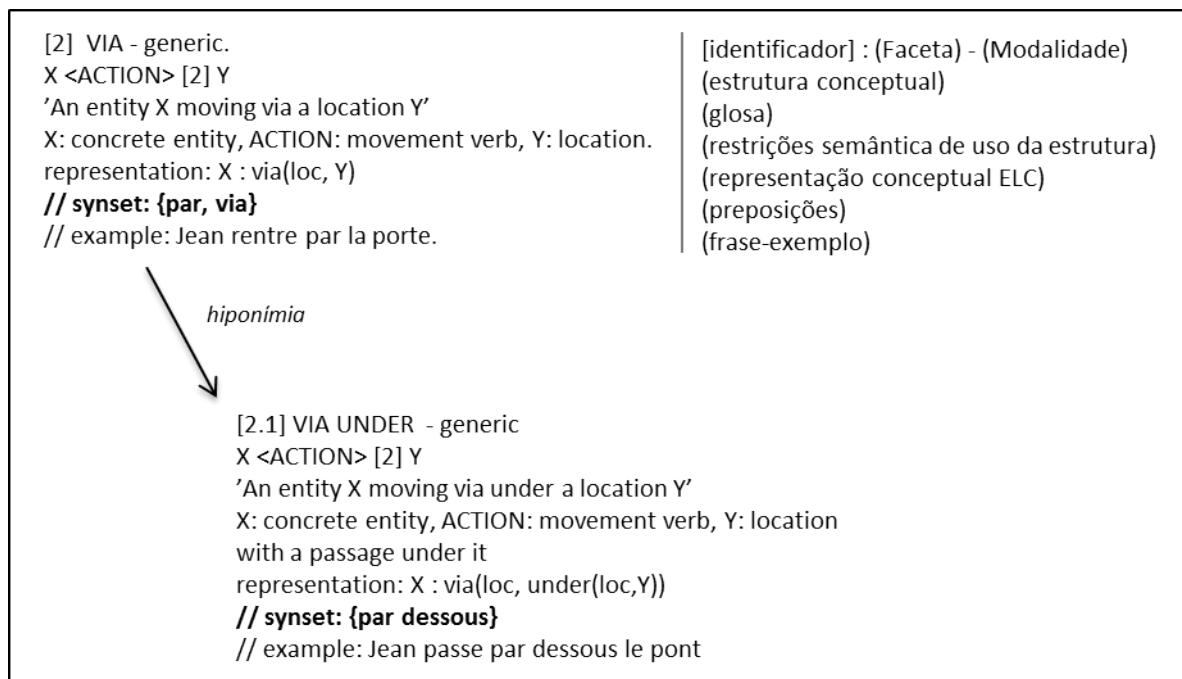 [2] VIA - generic.
X <ACTION> [2] Y
’An entity X moving via a location Y’
X: concrete entity, ACTION: movement verb, Y: location.
representation: X : via(loc, Y)
// synset: {par, via}
// example: Jean rentre par la porte.
[identificador] : (Faceta) - (Modalidade)
(estrutura conceptual)
(glosa)
(restrições semântica de uso da estrutura)
(representação conceptual ELC)
(preposições)
(frase-exemplo)
hiponímia
[2.1] VIA UNDER - generic
X <ACTION> [2] Y
’An entity X moving via under a location Y’
X: concrete entity, ACTION: movement verb, Y: location
with a passage under it
representation: X : via(loc, under(loc,Y))
// synset: {par dessous}
// example: Jean passe par dessous le pont